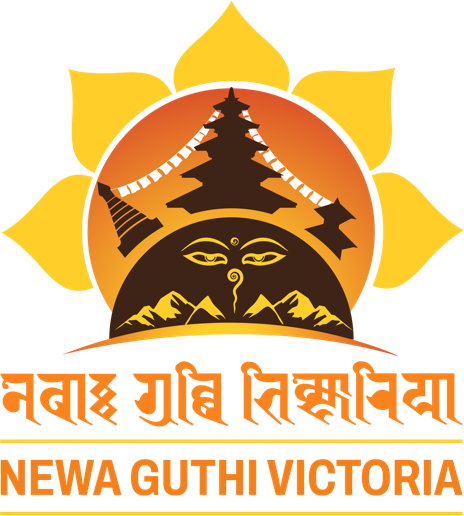 𑐣𑐾𑐰𑐵𑑅 𑐐𑐸𑐠𑐶
NEWA GUTHI VICTORIA